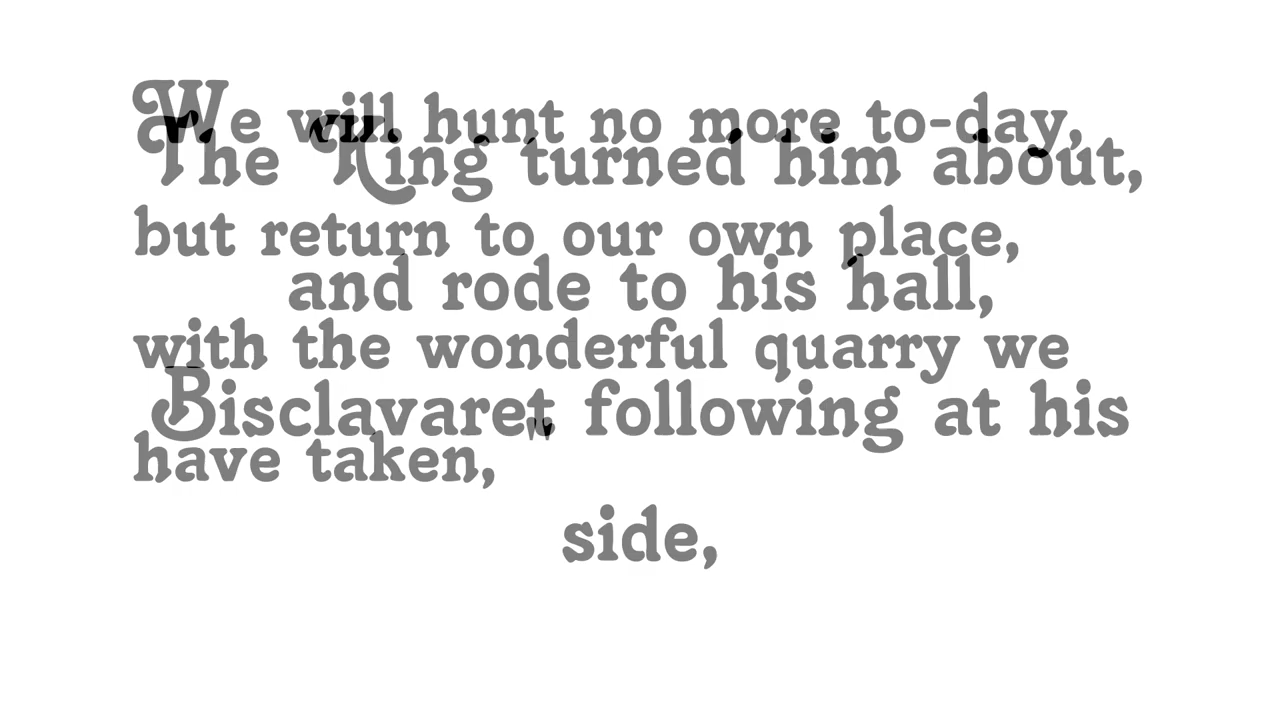 We will hunt no more to-day,
The King turned him about,
but return to our own place,
and rode to his hall,
with the wonderful quarry we
Bisclavaret following at his
have taken, "
side,